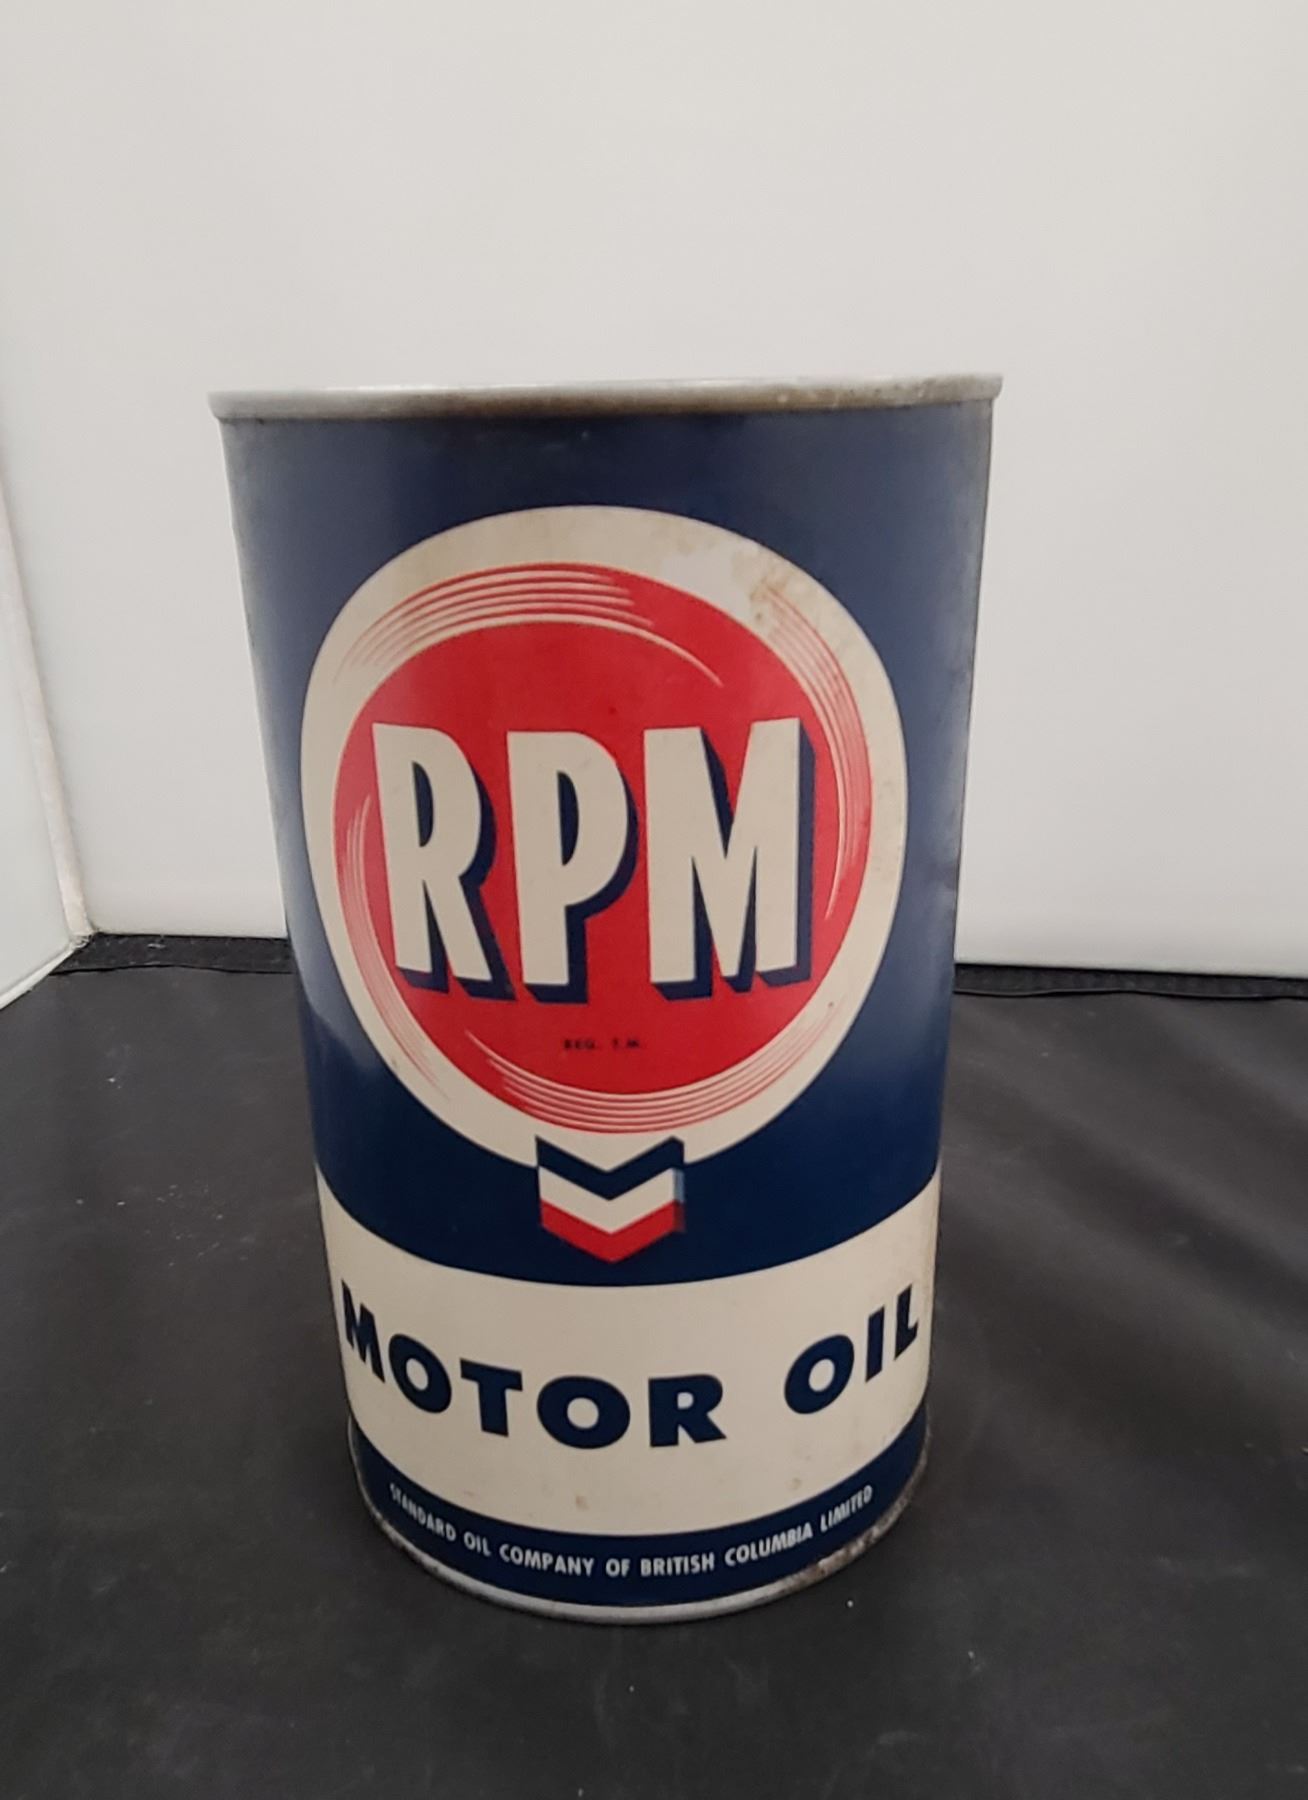 RPM
REG. T.M.
MOTOR OIL
STANDARD OIL COMPANY OF BRITISH COLUMBIA LIMITED